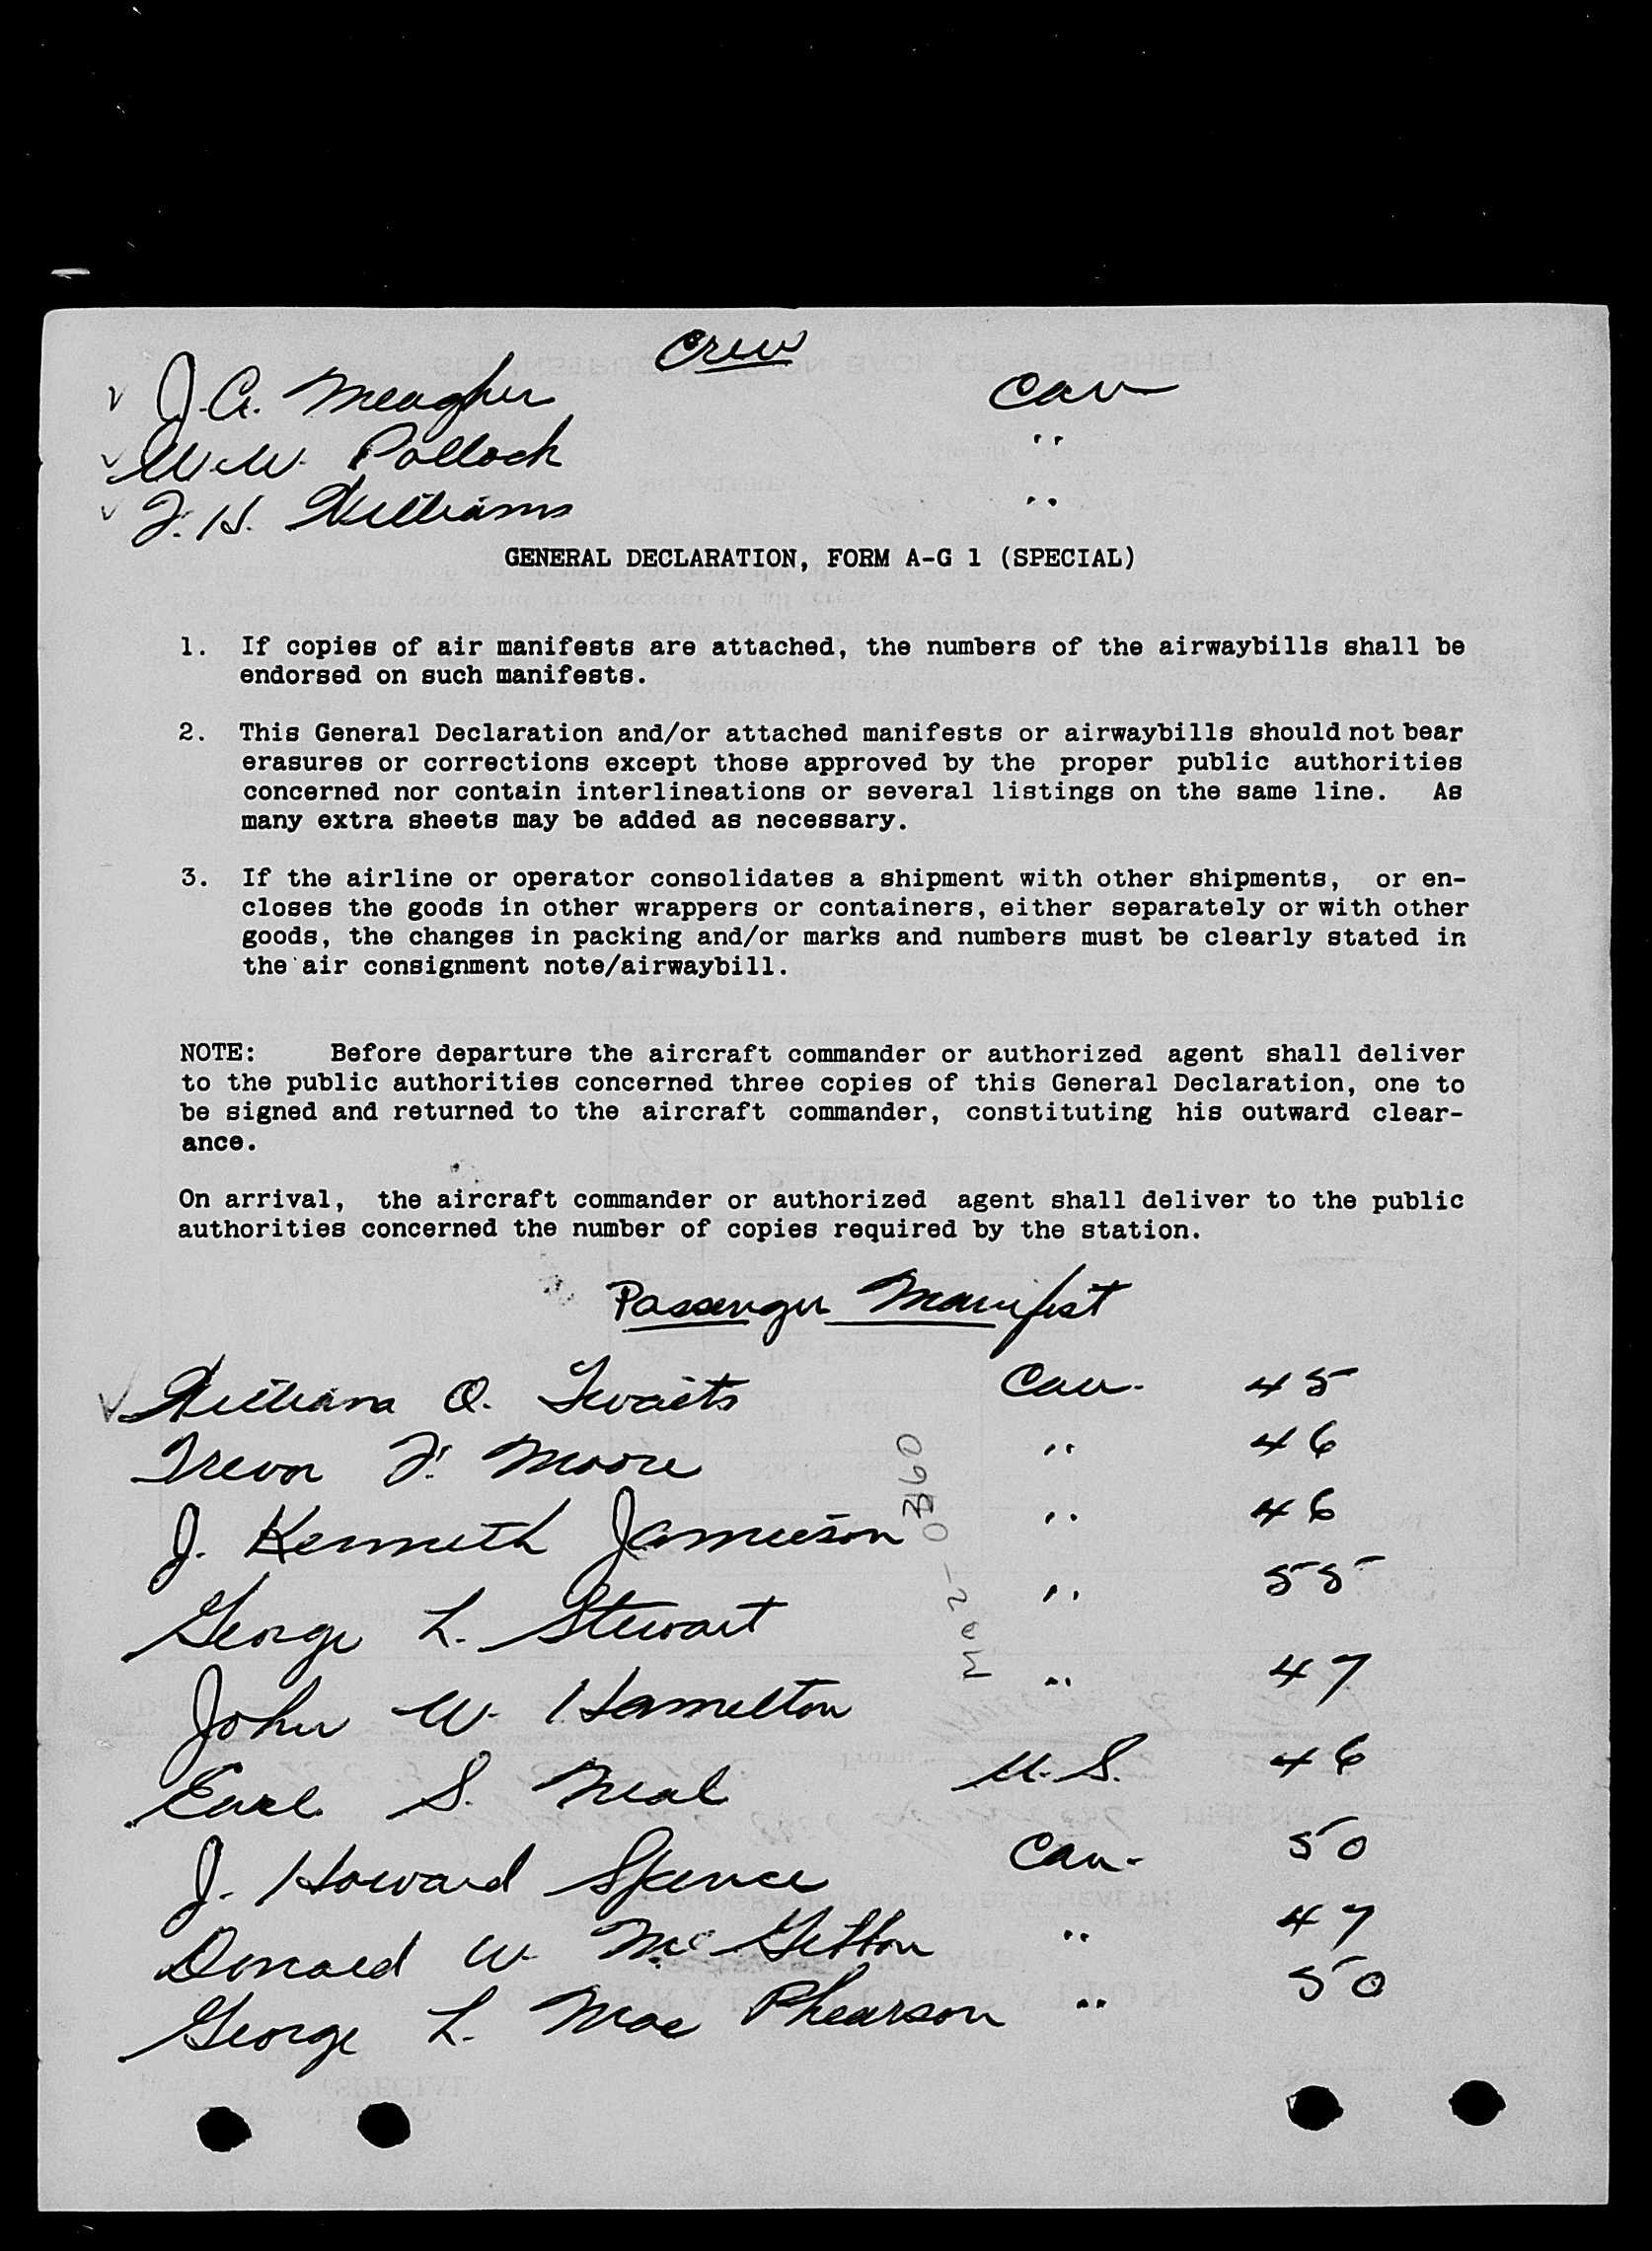 Crew
J. A. Meagher Can
W. W. Pollock " 
F. H. Williams "
GENERAL DECLARATION, FORM A-G 1 (SPECIAL)
1. If copies of air manifests are attached, the numbers of the airwaybills shall be
endorsed on such manifests.
2. This General Declaration and/or attached manifests or airwaybills should not bear
erasures or corrections except those approved by the proper public authorities
concerned nor contain interlineations or several listings on the same line. As
many extra sheets may be added as necessary.
3. If the airline or operator consolidates a shipment with other shipments, or en-
closes the goods in other wrappers or containers, either separately or with other
goods, the changes in packing and/or marks and numbers must be clearly stated in
the air consignment note/airwaybill.
NOTE: Before departure the aircraft commander or authorized agent shall deliver
to the public authorities concerned three copies of this General Declaration, one to
be signed and returned to the aircraft commander, constituting his outward clear-
ance.
On arrival, the aircraft commander or authorized agent shall deliver to the public
authorities concerned the number of copies required by the station.
Passenger Manifest
William O. Twaits Can. 45
Trevor F. Moore " 46
J. Kenneth Jamieson " 46
George L. Stewart " 55
John W. Hamilton " 47
Earl S. Neal U.S. 46
J. Howard Spence Can. 50
Donald W. " 47
George L. Mac Phearson " 50